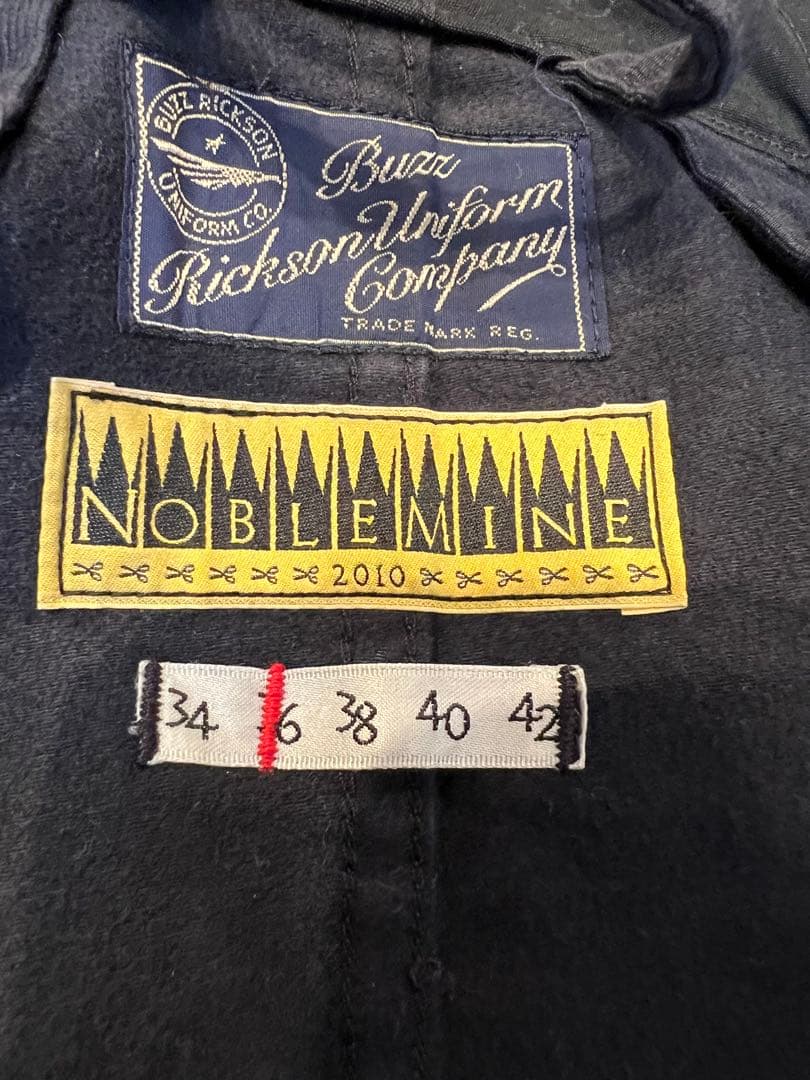 BUZZ RICKSON
UNIFORM CO.
Buzz
Rickson Uniform
Company
TRADE MARK REG.
NOBLEMINE
2010
34 36 38 40 42